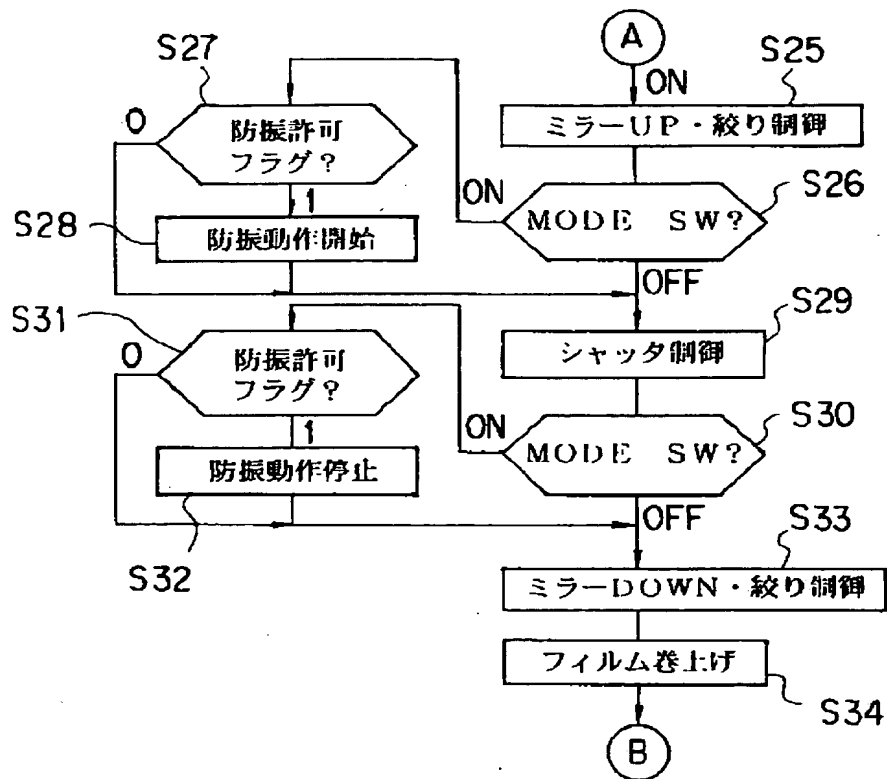 A
ON
S25
ミラーUP・絞り制御
S26
MODE SW?
ON
OFF
S27
防振許可
フラグ?
0
1
S28
防振動作開始
S29
シャッタ制御
S30
MODE SW?
ON
OFF
S31
防振許可
フラグ?
0
1
防振動作停止
S32
S33
ミラーDOWN・絞り制御
フィルム巻上げ
S34
B